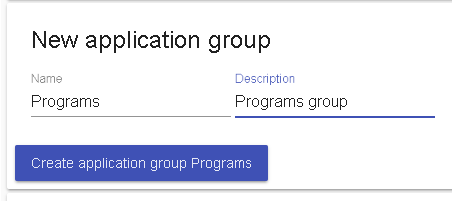 New application group
Name
Description
Programs
Programs group
Create application group Programs